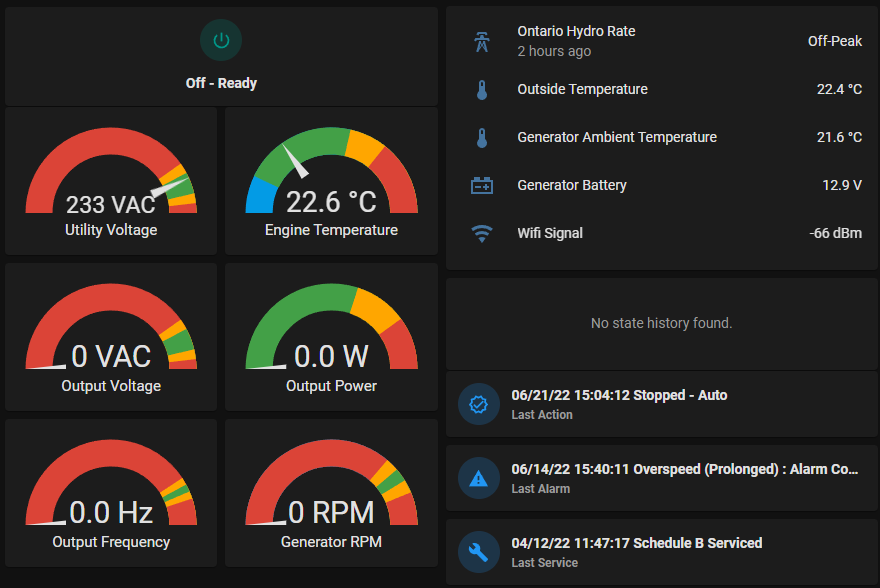 Off - Ready
233 VAC
Utility Voltage
22.6 °C
Engine Temperature
0 VAC
Output Voltage
0.0 W
Output Power
0.0 Hz
Output Frequency
0 RPM
Generator RPM
Ontario Hydro Rate
2 hours ago
Off-Peak
Outside Temperature
22.4 °C
Generator Ambient Temperature
21.6 °C
Generator Battery
12.9 V
Wifi Signal
-66 dBm
No state history found.
06/21/22 15:04:12 Stopped - Auto
Last Action
06/14/22 15:40:11 Overspeed (Prolonged) : Alarm Co...
Last Alarm
04/12/22 11:47:17 Schedule B Serviced
Last Service